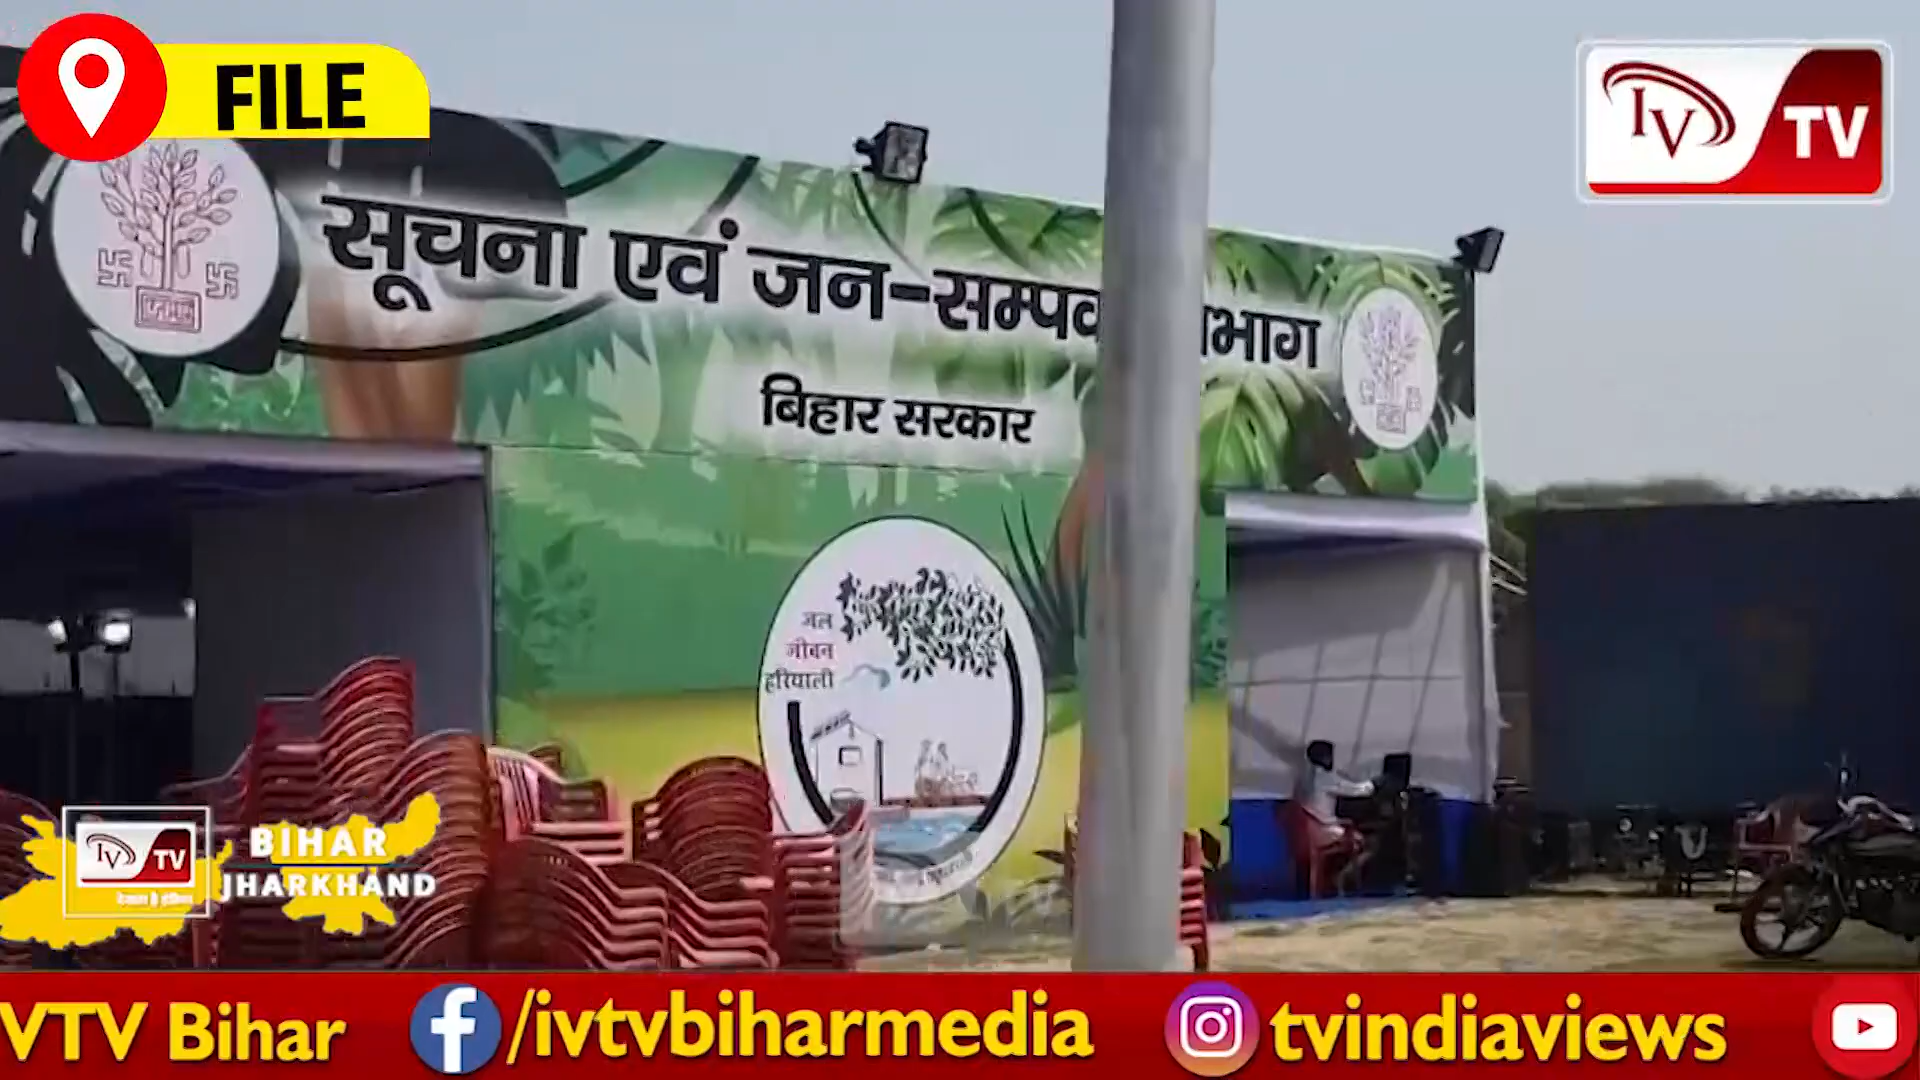 FILE
IV TV
सूचना एवं जन-सम्पर्क
बिहार सरकार
जल
जीवन
हरियाली
IV TV
BIHAR
JHARKHAND
VTV Bihar /ivtvbiharmedia tvindiaviews